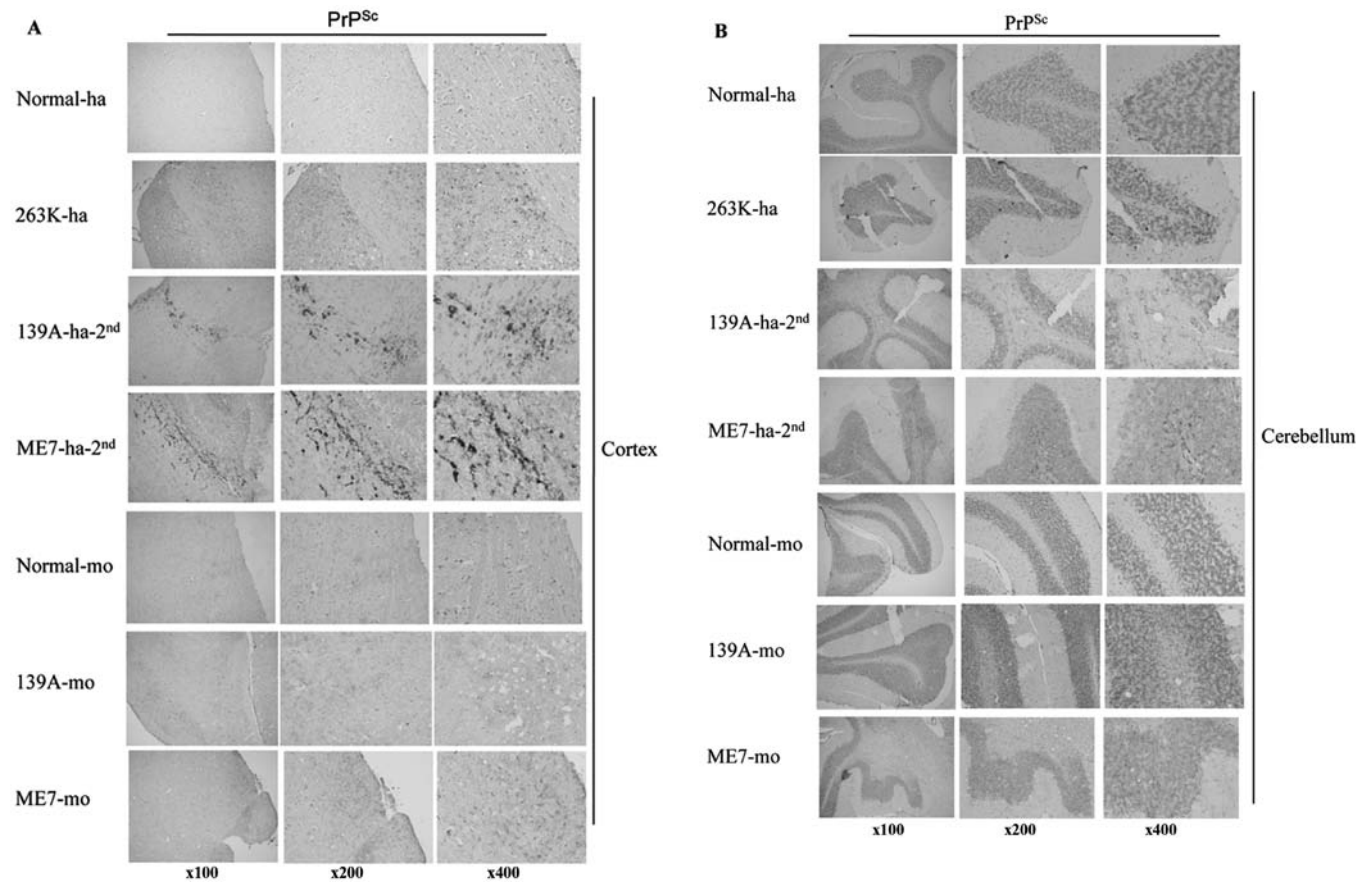 A
PrPSc
Normal-ha
263K-ha
139A-ha-2nd
ME7-ha-2nd
Normal-mo
139A-mo
ME7-mo
Cortex
x100 x200 x400
B
PrPSc
Normal-ha
263K-ha
139A-ha-2nd
ME7-ha-2nd
Normal-mo
139A-mo
ME7-mo
Cerebellum
x100 x200 x400